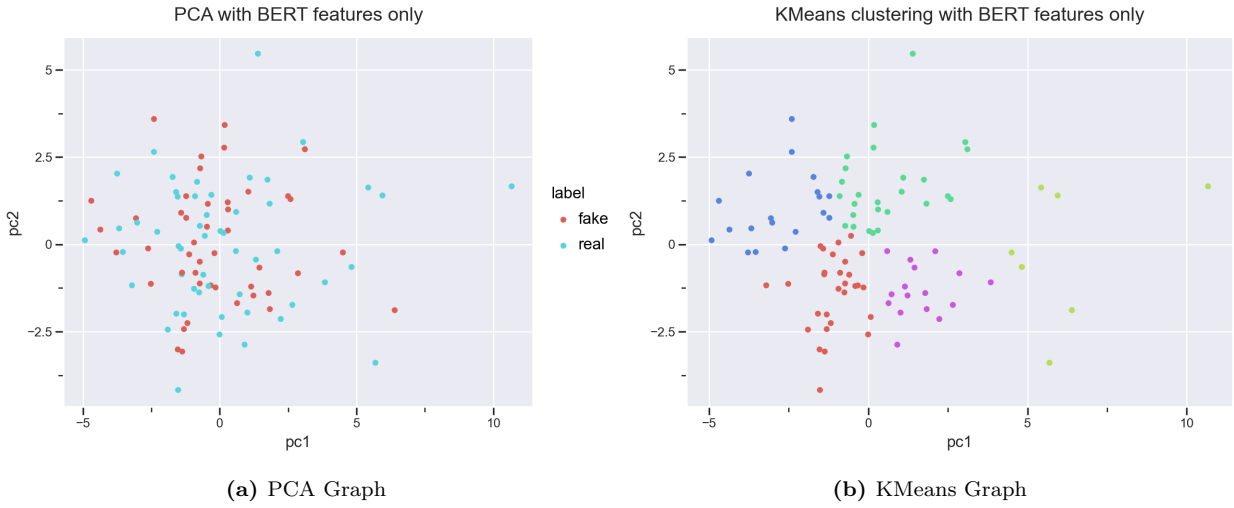 PCA with BERT features only
5
2.5
0
−2.5
−5
0
5
10
pc2
pc1
label
fake
real
KMeans clustering with BERT features only
5
2.5
0
−2.5
−5
0
5
10
pc2
pc1
(a) PCA Graph
(b) KMeans Graph